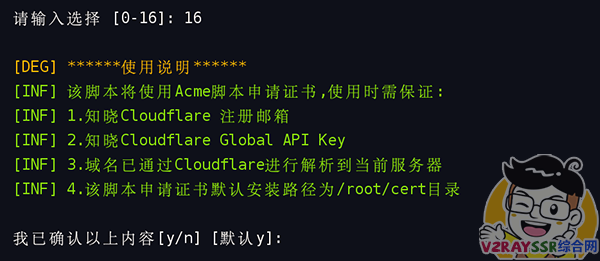 请输入选择 [0-16]: 16
[DEG] ******使用说明******
[INF] 该脚本将使用Acme脚本申请证书,使用时需保证:
[INF] 1.知晓Cloudflare 注册邮箱
[INF] 2.知晓Cloudflare Global API Key
[INF] 3.域名已通过Cloudflare进行解析到当前服务器
[INF] 4.该脚本申请证书默认安装路径为/root/cert目录
我已确认以上内容[y/n] [默认y]:
V2RAYSSR综合网